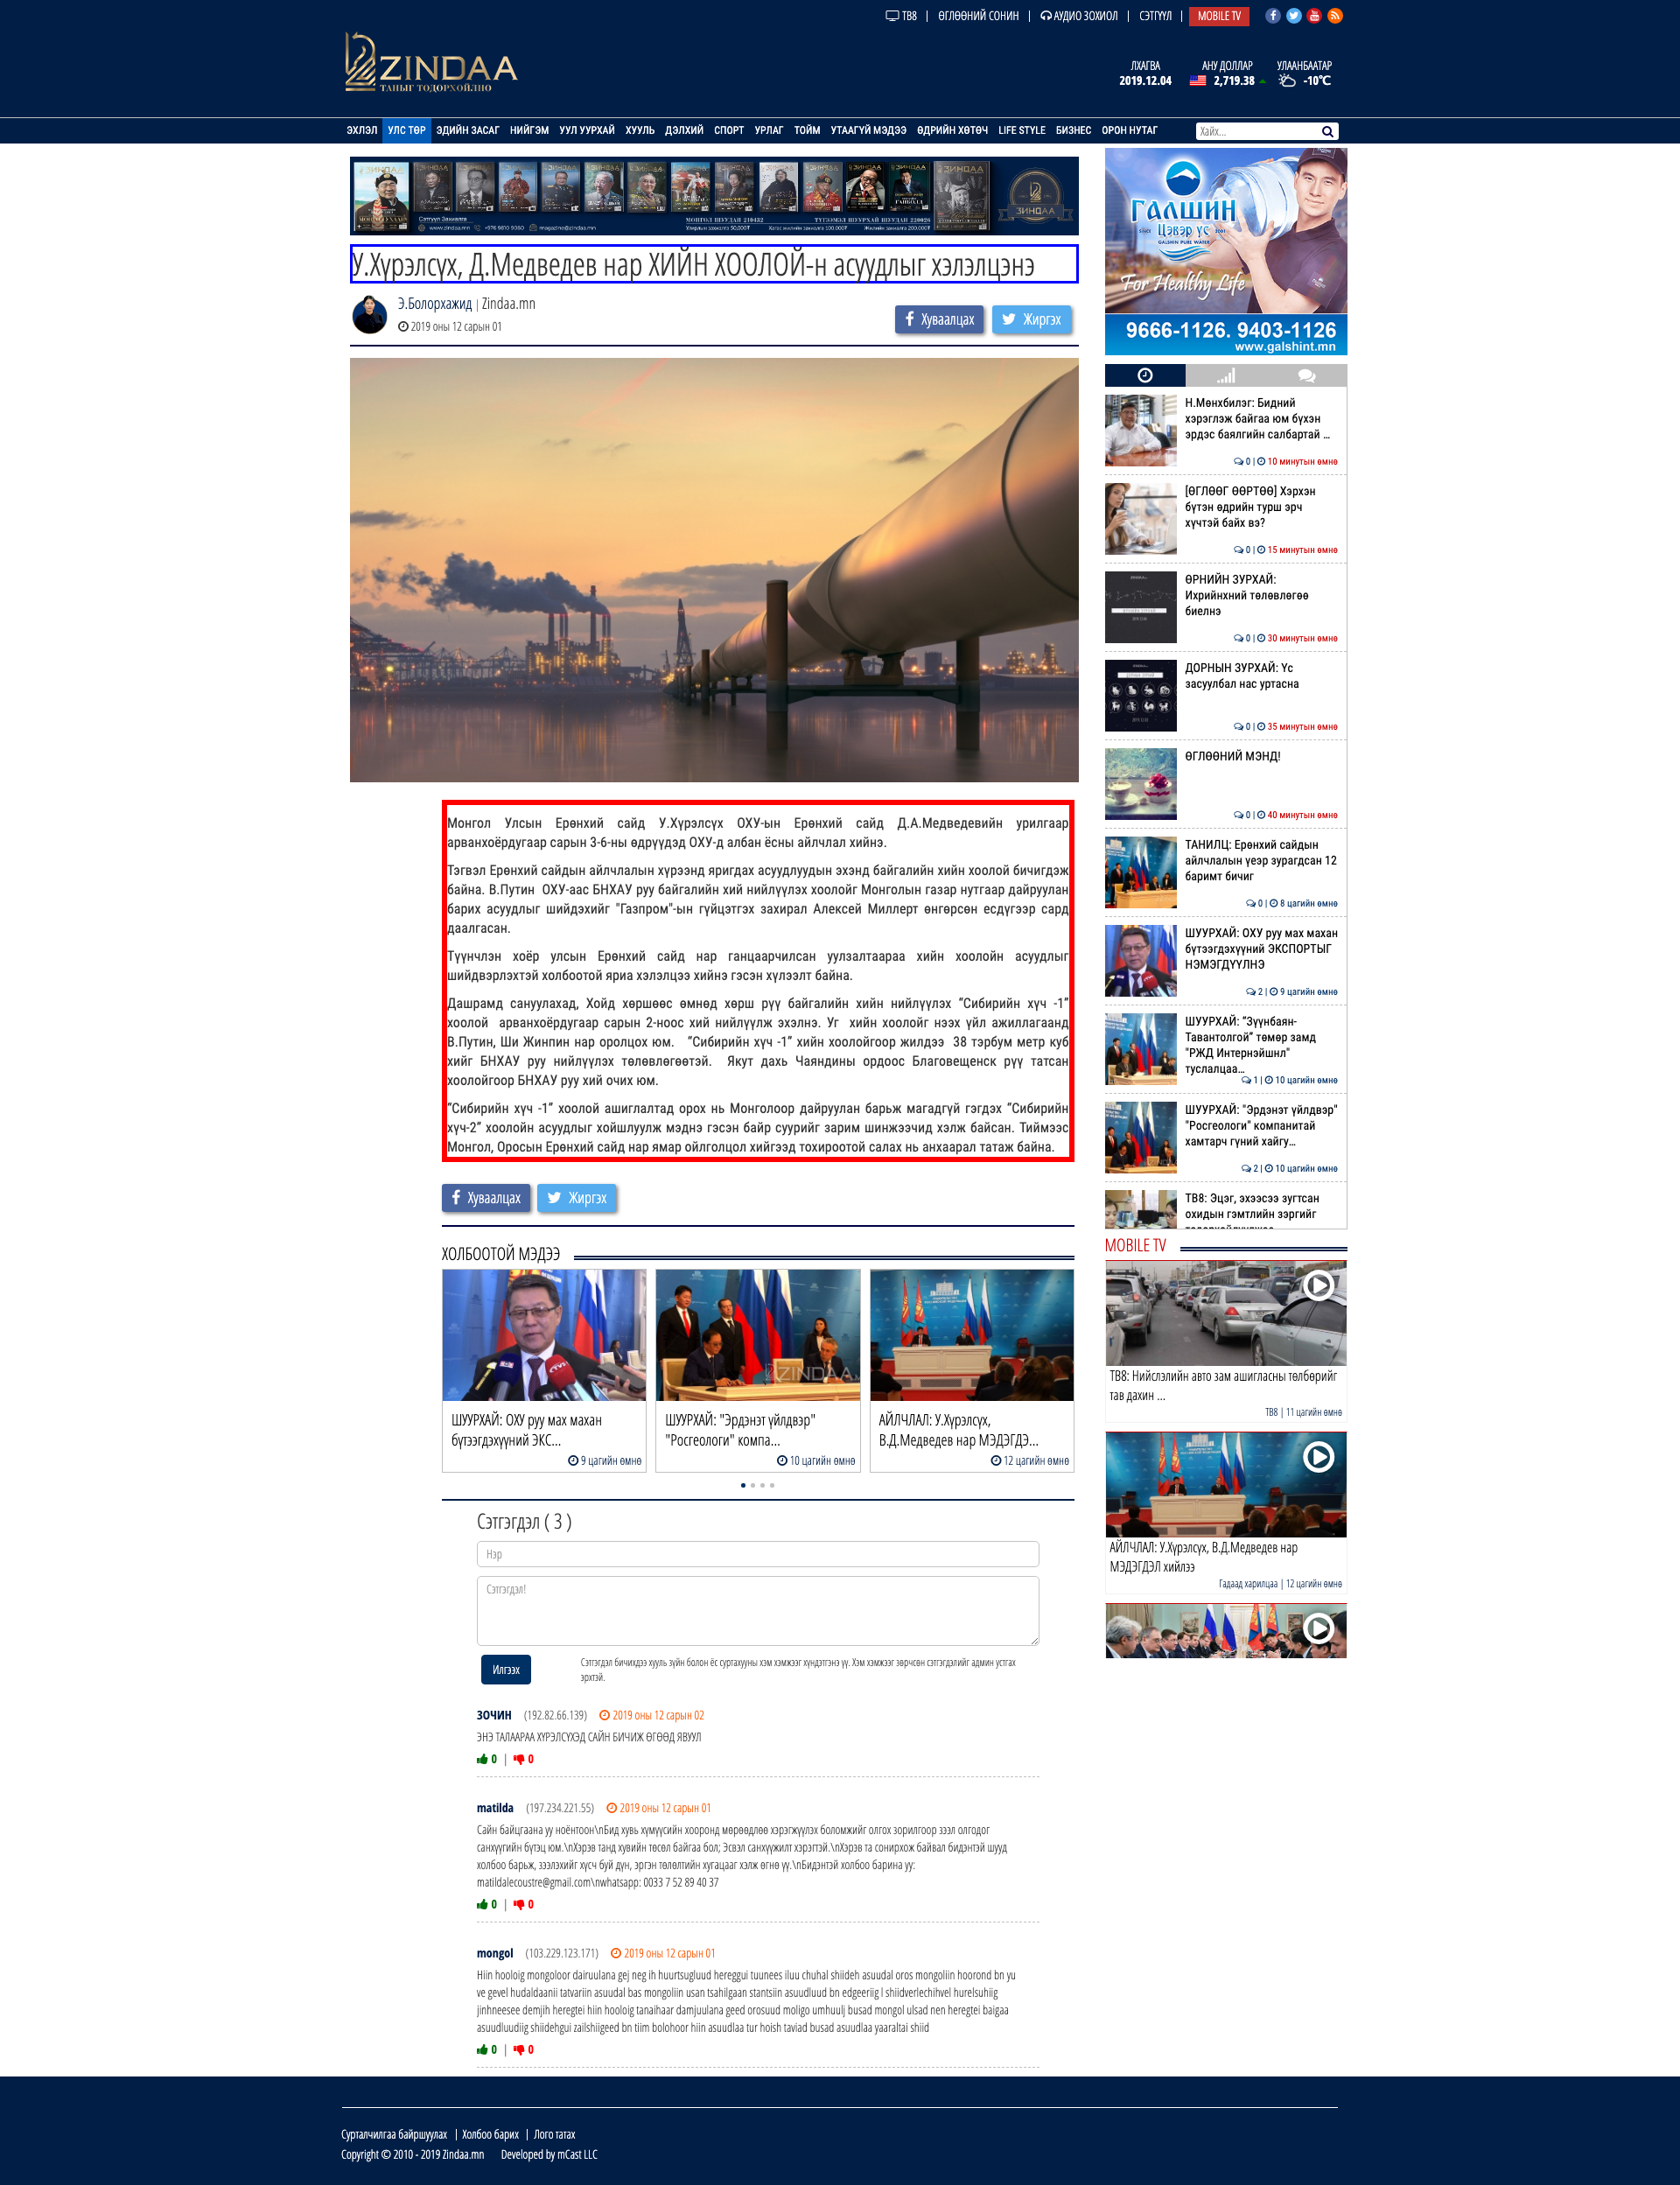 ТВ8 | ӨГЛӨӨНИЙ СОНИН | АУДИО ЗОХИОЛ | СЭТГҮҮЛ | MOBILE TV
ZINDAA
ТАНЫГ ТОДОРХОЙЛНО
ЛХАГВА
2019.12.04
АНУ ДОЛЛАР
2,719.38
УЛААНБААТАР
-10℃
ЭХЛЭЛ УЛС ТӨР ЭДИЙН ЗАСАГ НИЙГЭМ УУЛ УУРХАЙ ХУУЛЬ ДЭЛХИЙ СПОРТ УРЛАГ ТОЙМ УТААГҮЙ МЭДЭЭ ӨДРИЙН ХӨТӨЧ LIFE STYLE БИЗНЕС ОРОН НУТАГ
Хайх...
У.Хүрэлсүх, Д.Медведев нар ХИЙН ХООЛОЙ-н асуудлыг хэлэлцэнэ
Э.Болорхажид | Zindaa.mn
2019 оны 12 сарын 01
Хуваалцах
Жиргэх
Монгол Улсын Ерөнхий сайд У.Хүрэлсүх ОХУ-ын Ерөнхий сайд Д.А.Медведевийн урилгаар
арванхоёрдугаар сарын 3-6-ны өдрүүдэд ОХУ-д албан ёсны айлчлал хийнэ.
Тэгвэл Ерөнхий сайдын айлчлалын хүрээнд яригдах асуудлуудын эхэнд байгалийн хийн хоолой бичигдэж
байна. В.Путин ОХУ-аас БНХАУ руу байгалийн хий нийлүүлэх хоолойг Монголын газар нутгаар дайруулан
барих асуудлыг шийдэхийг "Газпром"-ын гүйцэтгэх захирал Алексей Миллерт өнгөрсөн есдүгээр сард
даалгасан.
Түүнчлэн хоёр улсын Ерөнхий сайд нар ганцаарчилсан уулзалтаараа хийн хоолойн асуудлыг
шийдвэрлэхтэй холбоотой яриа хэлэлцээ хийнэ гэсэн хүлээлт байна.
Дашрамд сануулахад, Хойд хөршөөс өмнөд хөрш рүү байгалийн хийн нийлүүлэх “Сибирийн хүч -1”
хоолой арванхоёрдугаар сарын 2-ноос хий нийлүүлж эхэлнэ. Уг хийн хоолойг нээх үйл ажиллагаанд
В.Путин, Ши Жинпин нар оролцох юм. “Сибирийн хүч -1” хийн хоолойгоор жилдээ 38 тэрбум метр куб
хийг БНХАУ руу нийлүүлэх төлөвлөгөөтэй. Якут дахь Чаяндины ордоос Благовещенск рүү татсан
хоолойгоор БНХАУ руу хий очих юм.
“Сибирийн хүч -1” хоолой ашиглалтад орох нь Монголоор дайруулан барьж магадгүй гэгдэх “Сибирийн
хүч-2” хоолойн асуудлыг хойшлуулж мэднэ гэсэн байр суурийг зарим шинжээчид хэлж байсан. Тиймээс
Монгол, Оросын Ерөнхий сайд нар ямар ойлголцол хийгээд тохироотой салах нь анхаарал татаж байна.
Хуваалцах
Жиргэх
ХОЛБООТОЙ МЭДЭЭ
ШУУРХАЙ: ОХУ руу мах махан
бүтээгдэхүүний ЭКС...
9 цагийн өмнө
ШУУРХАЙ: "Эрдэнэт үйлдвэр"
"Росгеологи" компа...
10 цагийн өмнө
АЙЛЧЛАЛ: У.Хүрэлсүх,
В.Д.Медведев нар МЭДЭГДЭ...
12 цагийн өмнө
Сэтгэгдэл ( 3 )
Нэр
Сэтгэгдэл!
Илгээх
Сэтгэгдэл бичихдээ хууль зүйн болон ёс суртахууны хэм хэмжээг хүндэтгэнэ үү. Хэм хэмжээг зөрчсөн сэтгэгдэлийг админ устгах
эрхтэй.
ЗОЧИН (192.82.66.139) 2019 оны 12 сарын 02
ЭНЭ ТАЛААРАА ХҮРЭЛСҮХЭД САЙН БИЧИЖ ӨГӨӨД ЯВУУЛ
0 | 0
matilda (197.234.221.55) 2019 оны 12 сарын 01
Сайн байцгаана уу ноёнтоон\nБид хувь хүмүүсийн хооронд мөрөөдлөө хэрэгжүүлэх боломжийг олгох зорилгоор зээл олгодог
санхүүгийн бүтэц юм.\nХэрэв танд хувийн төсөл байгаа бол; Эсвэл санхүүжилт хэрэгтэй.\nХэрэв та сонирхож байвал бидэнтэй шууд
холбоо барьж, зээлэхийг хүсч буй дүн, эргэн төлөлтийн хугацааг хэлж өгнө үү.\nБидэнтэй холбоо барина уу:
matildalecoustre@gmail.com\nwhatsapp: 0033 7 52 89 40 37
0 | 0
mongol (103.229.123.171) 2019 оны 12 сарын 01
Hiin hooloig mongoloor dairuulana gej neg ih huurtsugluud hereggui tuunees iluu chuhal shiideh asuudal oros mongoliin hoorond bn yu
ve gevel hudaldaanii tatvariin asuudal bas mongoliin usan tsahilgaan stantsiin asuudluud bn edgeeriig l shiidverlechihvel hurelsuhiig
jinhneesee demjih heregtei hiin hooloig tanaihaar damjuulana geed orosuud moligo umhuulj busad mongol ulsad nen heregtei baigaa
asuudluudiig shiidehgui zailshiigeed bn tiim bolohoor hiin asuudlaa tur hoish taviad busad asuudlaa yaaraltai shiid
0 | 0
ГАЛШИН
Цэвэр ус
GALSHIN PURE WATER
For Healthy Life
9666-1126. 9403-1126
www.galshint.mn
Н.Мөнхбилэг: Бидний
хэрэглэж байгаа юм бүхэн
эрдэс баялгийн салбартай ...
0 | 10 минутын өмнө
[ӨГЛӨӨГ ӨӨРТӨӨ] Хэрхэн
бүтэн өдрийн турш эрч
хүчтэй байх вэ?
0 | 15 минутын өмнө
ӨРНИЙН ЗУРХАЙ:
Ихрийнхний төлөвлөгөө
биелнэ
0 | 30 минутын өмнө
ДОРНЫН ЗУРХАЙ: Үс
засуулбал нас уртасна
0 | 35 минутын өмнө
ӨГЛӨӨНИЙ МЭНД!
0 | 40 минутын өмнө
ТАНИЛЦ: Ерөнхий сайдын
айлчлалын үеэр зурагдсан 12
баримт бичиг
0 | 8 цагийн өмнө
ШУУРХАЙ: ОХУ руу мах махан
бүтээгдэхүүний ЭКСПОРТЫГ
НЭМЭГДҮҮЛНЭ
2 | 9 цагийн өмнө
ШУУРХАЙ: “Зүүнбаян-
Тавантолгой” төмөр замд
"РЖД Интернэйшнл"
туслалцаа...
1 | 10 цагийн өмнө
ШУУРХАЙ: "Эрдэнэт үйлдвэр"
"Росгеологи" компанитай
хамтарч гүний хайгу...
2 | 10 цагийн өмнө
ТВ8: Эцэг, эхээсээ зугтсан
охидын гэмтлийн зэргийг
MOBILE TV
ТВ8: Нийслэлийн авто зам ашигласны төлбөрийг
тав дахин ...
ТВ8 | 11 цагийн өмнө
АЙЛЧЛАЛ: У.Хүрэлсүх, В.Д.Медведев нар
МЭДЭГДЭЛ хийлээ
Гадаад харилцаа | 12 цагийн өмнө
Сурталчилгаа байршуулах | Холбоо барих | Лого татах
Copyright © 2010 - 2019 Zindaa.mn Developed by mCast LLC